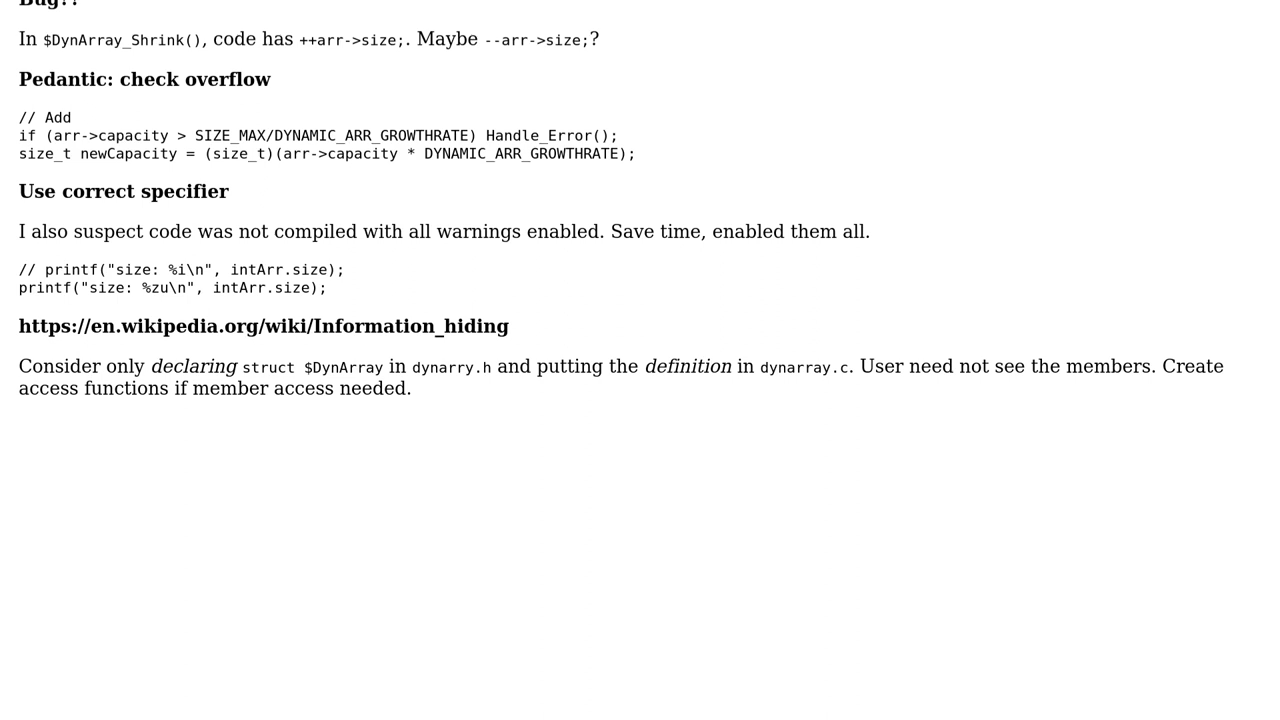 Bug??
In $DynArray_Shrink(), code has ++arr->size;. Maybe --arr->size;?
Pedantic: check overflow
// Add
if (arr->capacity > SIZE_MAX/DYNAMIC_ARR_GROWTHRATE) Handle_Error();
size_t newCapacity = (size_t)(arr->capacity * DYNAMIC_ARR_GROWTHRATE);
Use correct specifier
I also suspect code was not compiled with all warnings enabled. Save time, enabled them all.
// printf("size: %i\n", intArr.size);
printf("size: %zu\n", intArr.size);
https://en.wikipedia.org/wiki/Information_hiding
Consider only declaring struct $DynArray in dynarry.h and putting the definition in dynarray.c. User need not see the members. Create
access functions if member access needed.